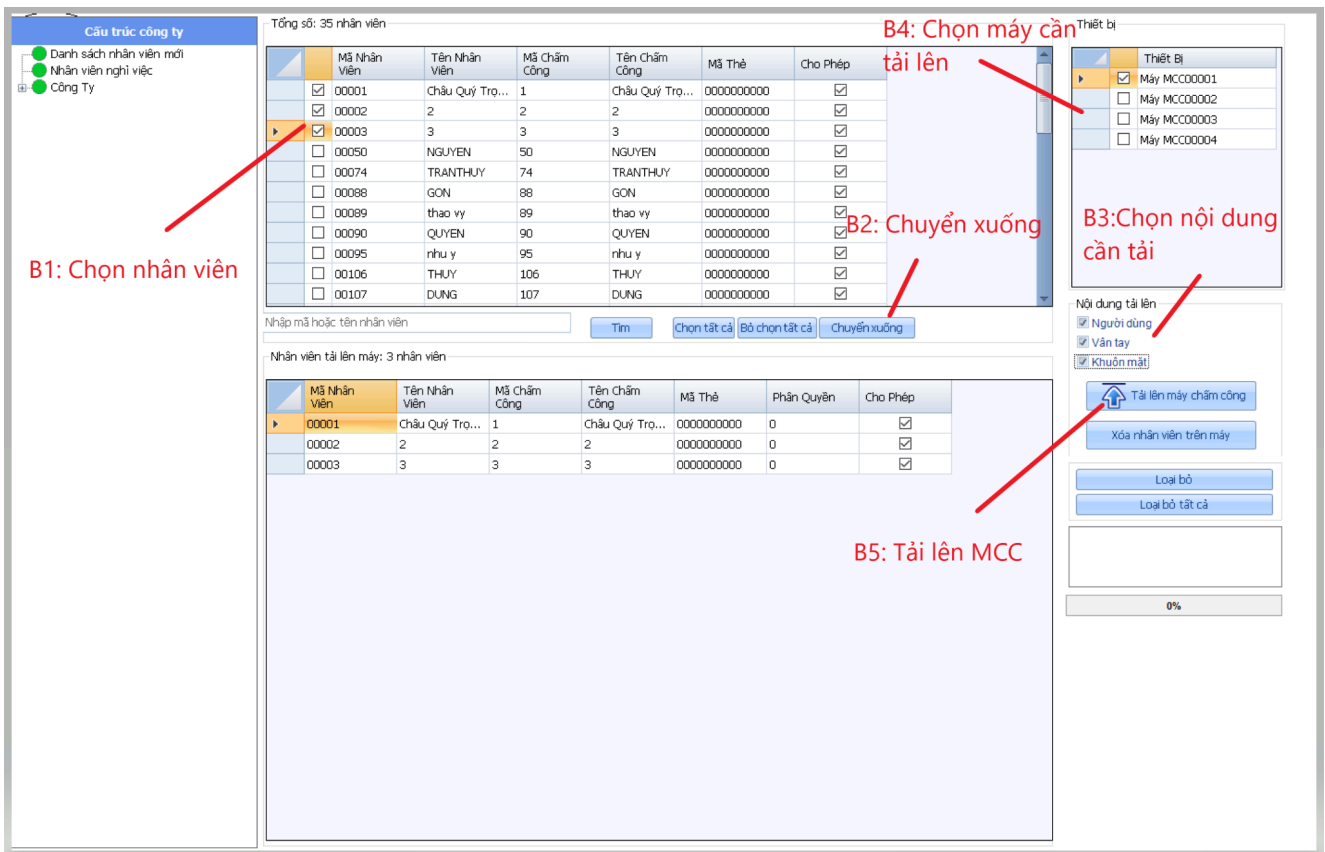 Cấu trúc công ty
Danh sách nhân viên mới
Nhân viên nghỉ việc
Công Ty
B1: Chọn nhân viên
Tổng số: 35 nhân viên
Mã Nhân Viên Tên Nhân Viên Mã Chấm Công Tên Chấm Công Mã Thẻ Cho Phép
00001 Châu Quý Trọ... 1 Châu Quý Trọ... 0000000000
00002 2 2 2 0000000000
00003 3 3 3 0000000000
00050 NGUYEN 50 NGUYEN 0000000000
00074 TRANTHUY 74 TRANTHUY 0000000000
00088 GON 88 GON 0000000000
00089 thao vy 89 thao vy 0000000000
00090 QUYEN 90 QUYEN 0000000000
00095 nhu y 95 nhu y 0000000000
00106 THUY 106 THUY 0000000000
00107 DUNG 107 DUNG 0000000000
B2: Chuyển xuống
Nhập mã hoặc tên nhân viên
Tìm Chọn tất cả Bỏ chọn tất cả Chuyển xuống
Nhân viên tải lên máy: 3 nhân viên
Mã Nhân Viên Tên Nhân Viên Mã Chấm Công Tên Chấm Công Mã Thẻ Phân Quyền Cho Phép
00001 Châu Quý Trọ... 1 Châu Quý Trọ... 0000000000 0
00002 2 2 2 0000000000 0
00003 3 3 3 0000000000 0
B4: Chọn máy cần
tải lên
Thiết bị
Thiết Bị
Máy MCC00001
Máy MCC00002
Máy MCC00003
Máy MCC00004
B3:Chọn nội dung
cần tải
Nội dung tải lên
Người dùng
Vân tay
Khuôn mặt
Tải lên máy chấm công
Xóa nhân viên trên máy
Loại bỏ
Loại bỏ tất cả
B5: Tải lên MCC
0%